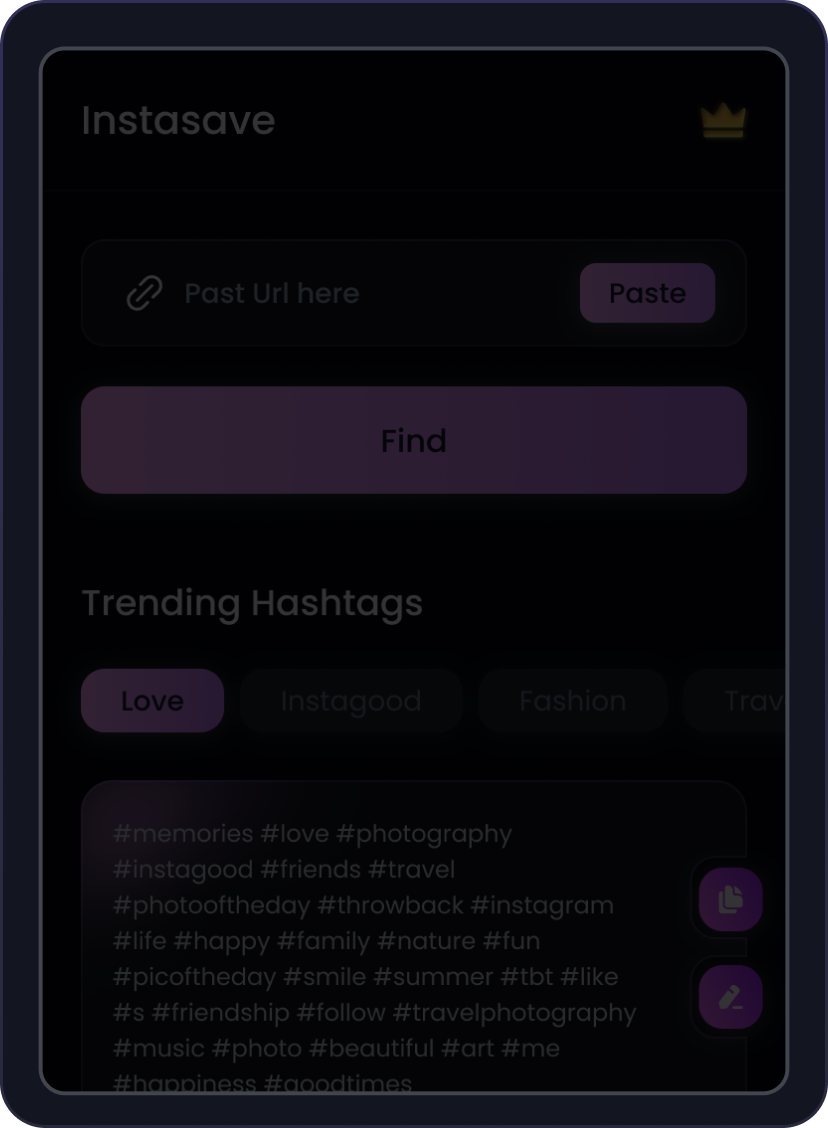 Instasave
Past Url here
Paste
Find
Trending Hashtags
Love Instagood Fashion Trav
#memories #love #photography
#instagood #friends #travel
#photooftheday #throwback #instagram
#life #happy #family #nature #fun
#picoftheday #smile #summer #tbt #like
#s #friendship #follow #travelphotography
#music #photo #beautiful #art #me
#happiness #goodtimes